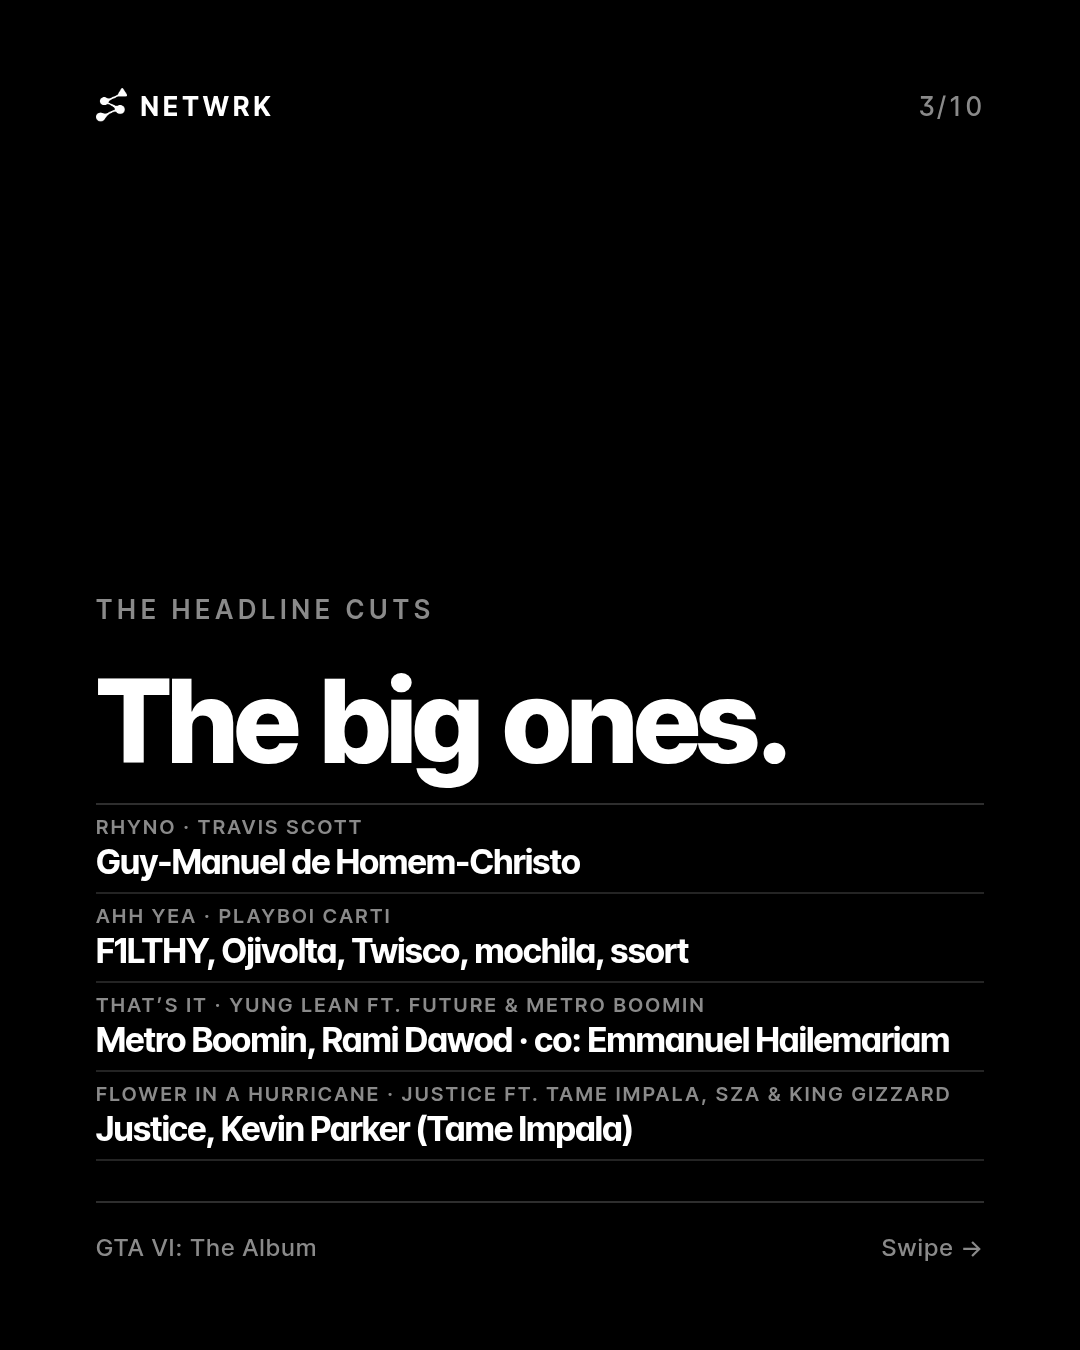 NETWRK
3/10
THE HEADLINE CUTS
The big ones.
RHYNO · TRAVIS SCOTT
Guy-Manuel de Homem-Christo
AHH YEA · PLAYBOI CARTI
F1LTHY, Ojivolta, Twisco, mochila, ssort
THAT’S IT · YUNG LEAN FT. FUTURE & METRO BOOMIN
Metro Boomin, Rami Dawod · co: Emmanuel Hailemariam
FLOWER IN A HURRICANE · JUSTICE FT. TAME IMPALA, SZA & KING GIZZARD
Justice, Kevin Parker (Tame Impala)
GTA VI: The Album
Swipe →